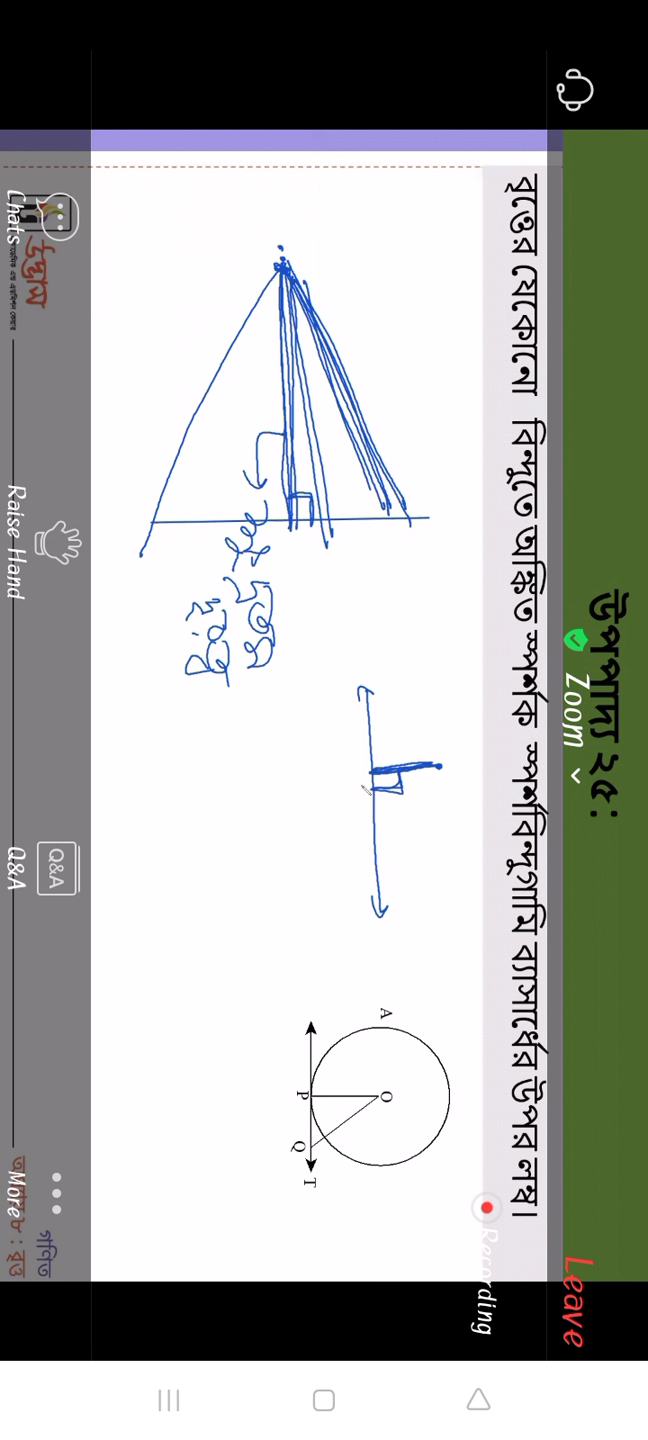 উপপাদ্য ২৫ :
Zoom
Leave
বৃত্তের যেকোনো বিন্দুতে অঙ্কিত স্পর্শক স্পর্শবিন্দুগামি ব্যাসার্ধের উপর লম্ব।
Recording
A
O
P
Q
T
উদ্ভাস
Chats
Raise Hand
Q&A
Q&A
More
গণিত